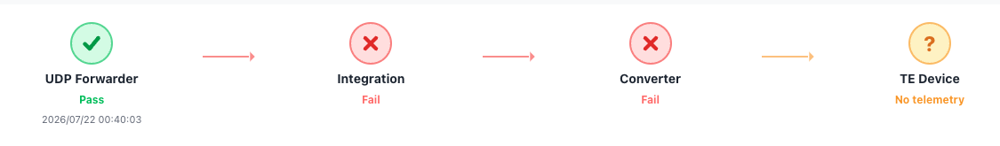 ?
UDP Forwarder
Integration
Converter
TE Device
Pass
Fail
Fail
No telemetry
2026/07/22 00:40:03